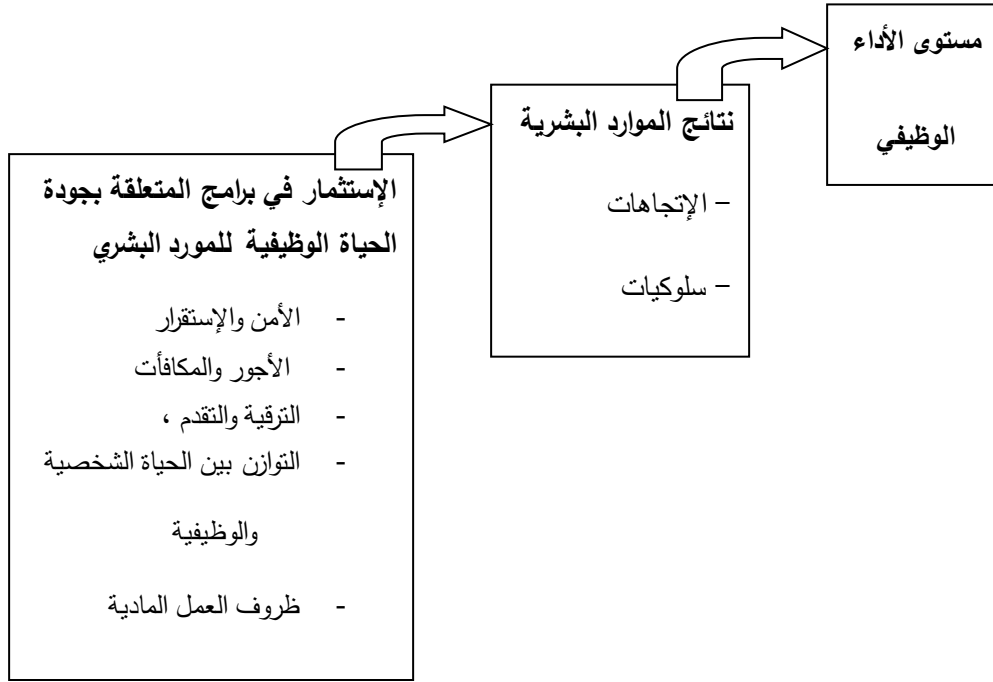 مستوى الأداء
الوظيفي
نتائج الموارد البشرية
– الإتجاهات
– سلوكيات
الإستثمار في برامج المتعلقة بجودة
الحياة الوظيفية للمورد البشري
- الأمن والإستقرار
- الأجور والمكافأت
- الترقية والتقدم ،
- التوازن بين الحياة الشخصية
والوظيفية
- ظروف العمل المادية